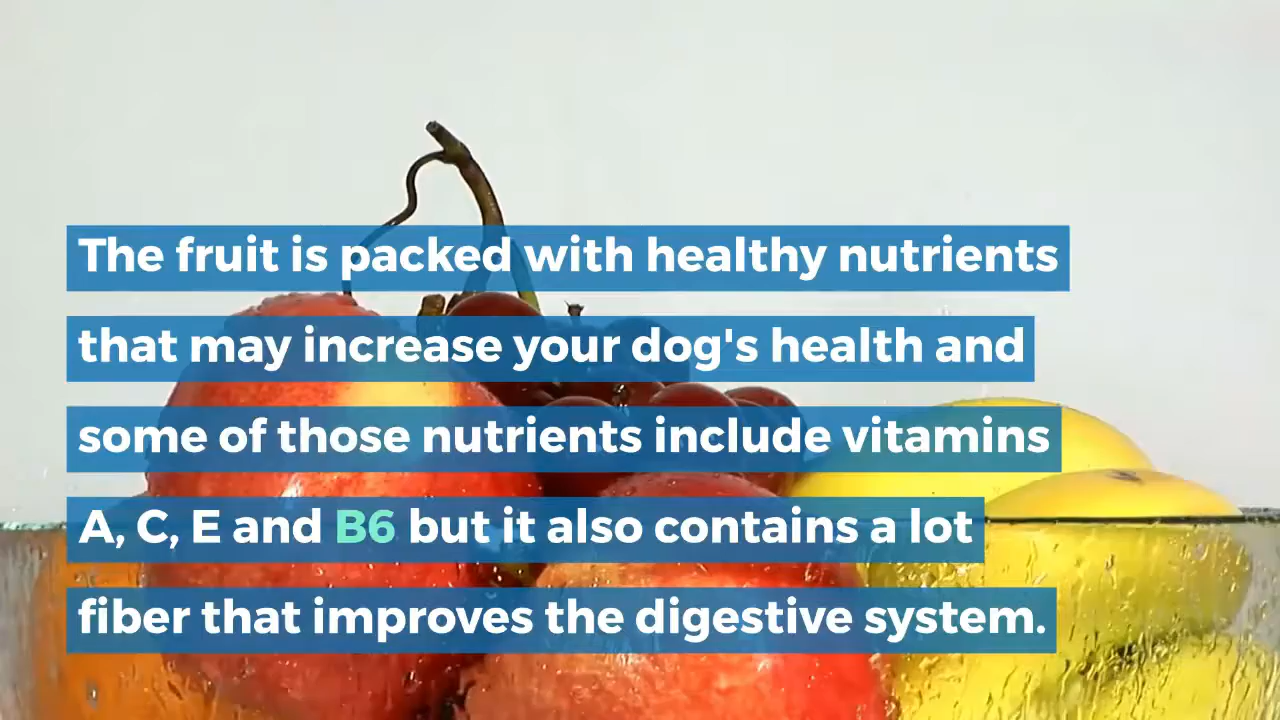 The fruit is packed with healthy nutrients
that may increase your dog's health and
some of those nutrients include vitamins
A, C, E and B6 but it also contains a lot
fiber that improves the digestive system.